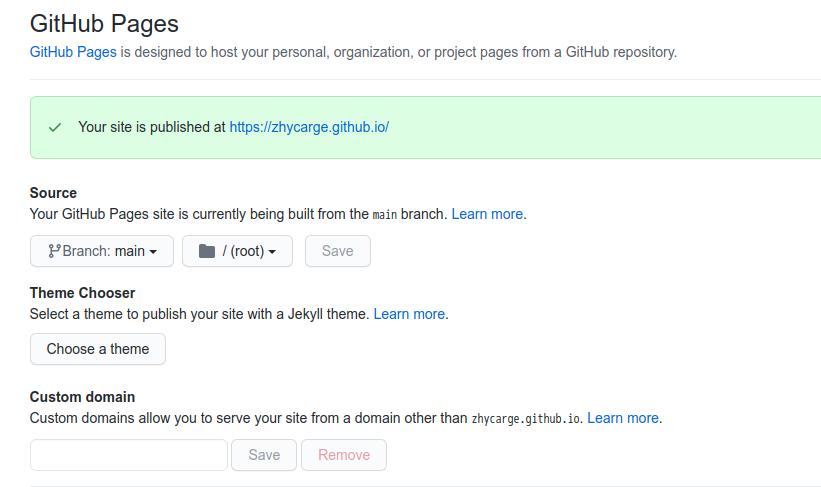 GitHub Pages
GitHub Pages is designed to host your personal, organization, or project pages from a GitHub repository.
Your site is published at https://zhycarge.github.io/
Source
Your GitHub Pages site is currently being built from the main branch. Learn more.
Branch: main / (root) Save
Theme Chooser
Select a theme to publish your site with a Jekyll theme. Learn more.
Choose a theme
Custom domain
Custom domains allow you to serve your site from a domain other than zhycarge.github.io. Learn more.
Save Remove